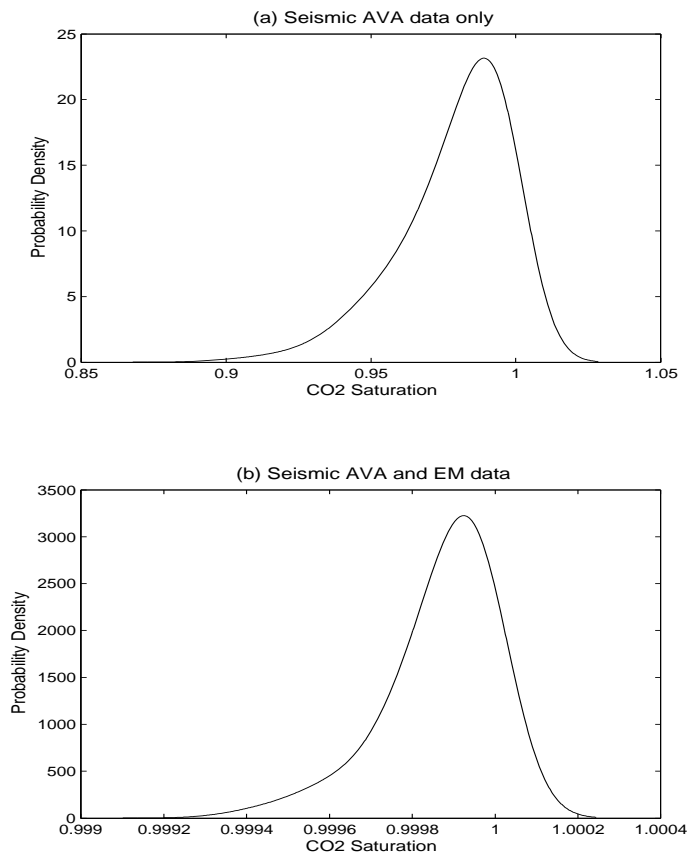 (a) Seismic AVA data only
25
20
15
10
5
0
Probability Density
0.85 0.9 0.95 1 1.05
CO2 Saturation
(b) Seismic AVA and EM data
3500
3000
2500
2000
1500
1000
500
0
Probability Density
0.999 0.9992 0.9994 0.9996 0.9998 1 1.0002 1.0004
CO2 Saturation